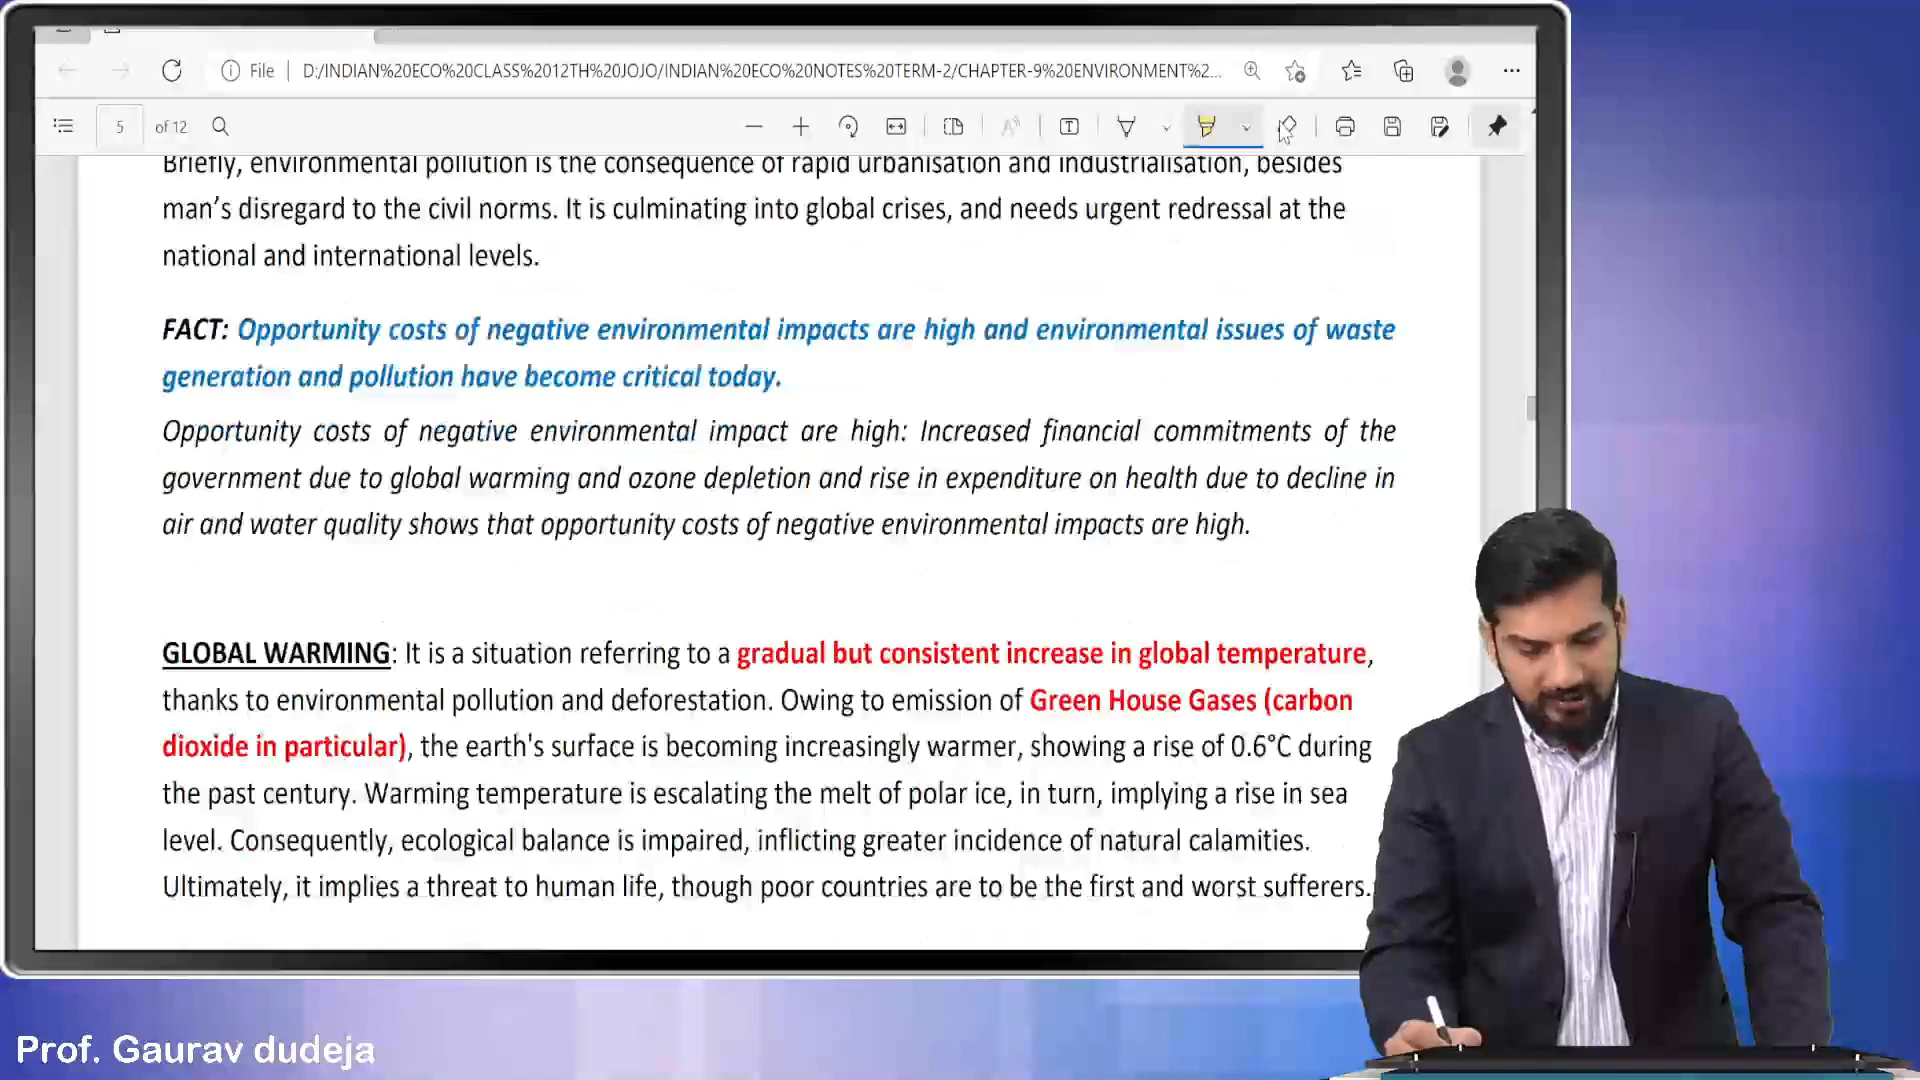 File
D:/INDIAN%20ECO%20CLASS%2012TH%20JOJO/INDIAN%20ECO%20NOTES%20TERM-2/CHAPTER-9%20ENVIRONMENT%2...
5 of 12
Briefly, environmental pollution is the consequence of rapid urbanisation and industrialisation, besides
man’s disregard to the civil norms. It is culminating into global crises, and needs urgent redressal at the
national and international levels.
FACT: Opportunity costs of negative environmental impacts are high and environmental issues of waste
generation and pollution have become critical today.
Opportunity costs of negative environmental impact are high: Increased financial commitments of the
government due to global warming and ozone depletion and rise in expenditure on health due to decline in
air and water quality shows that opportunity costs of negative environmental impacts are high.
GLOBAL WARMING: It is a situation referring to a gradual but consistent increase in global temperature,
thanks to environmental pollution and deforestation. Owing to emission of Green House Gases (carbon
dioxide in particular), the earth's surface is becoming increasingly warmer, showing a rise of 0.6°C during
the past century. Warming temperature is escalating the melt of polar ice, in turn, implying a rise in sea
level. Consequently, ecological balance is impaired, inflicting greater incidence of natural calamities.
Ultimately, it implies a threat to human life, though poor countries are to be the first and worst sufferers.
Prof. Gaurav dudeja